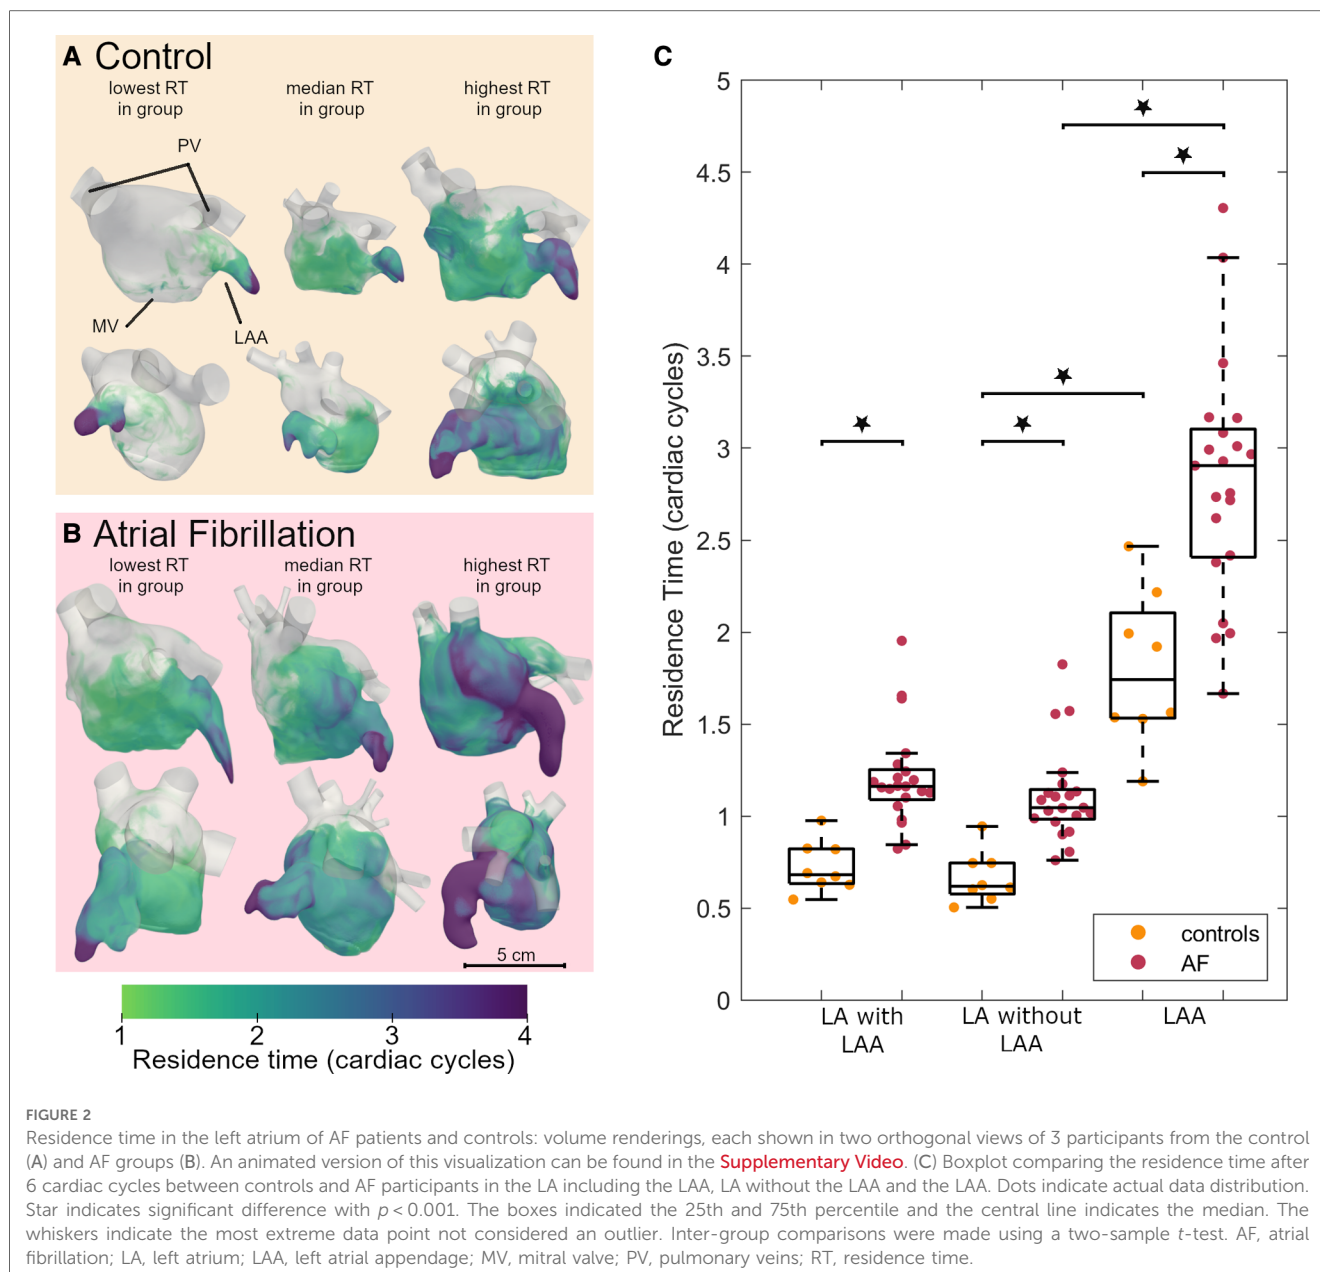 A Control
lowest RT
in group
median RT
in group
highest RT
in group
PV
MV
LAA
B Atrial Fibrillation
lowest RT
in group
median RT
in group
highest RT
in group
5 cm
1 2 3 4
Residence time (cardiac cycles)
C
Residence Time (cardiac cycles)
5
4.5
4
3.5
3
2.5
2
1.5
1
0.5
0
controls
AF
LA with
LAA
LA without
LAA
LAA
FIGURE 2
Residence time in the left atrium of AF patients and controls: volume renderings, each shown in two orthogonal views of 3 participants from the control
(A) and AF groups (B). An animated version of this visualization can be found in the Supplementary Video. (C) Boxplot comparing the residence time after
6 cardiac cycles between controls and AF participants in the LA including the LAA, LA without the LAA and the LAA. Dots indicate actual data distribution.
Star indicates significant difference with p < 0.001. The boxes indicated the 25th and 75th percentile and the central line indicates the median. The
whiskers indicate the most extreme data point not considered an outlier. Inter-group comparisons were made using a two-sample t-test. AF, atrial
fibrillation; LA, left atrium; LAA, left atrial appendage; MV, mitral valve; PV, pulmonary veins; RT, residence time.